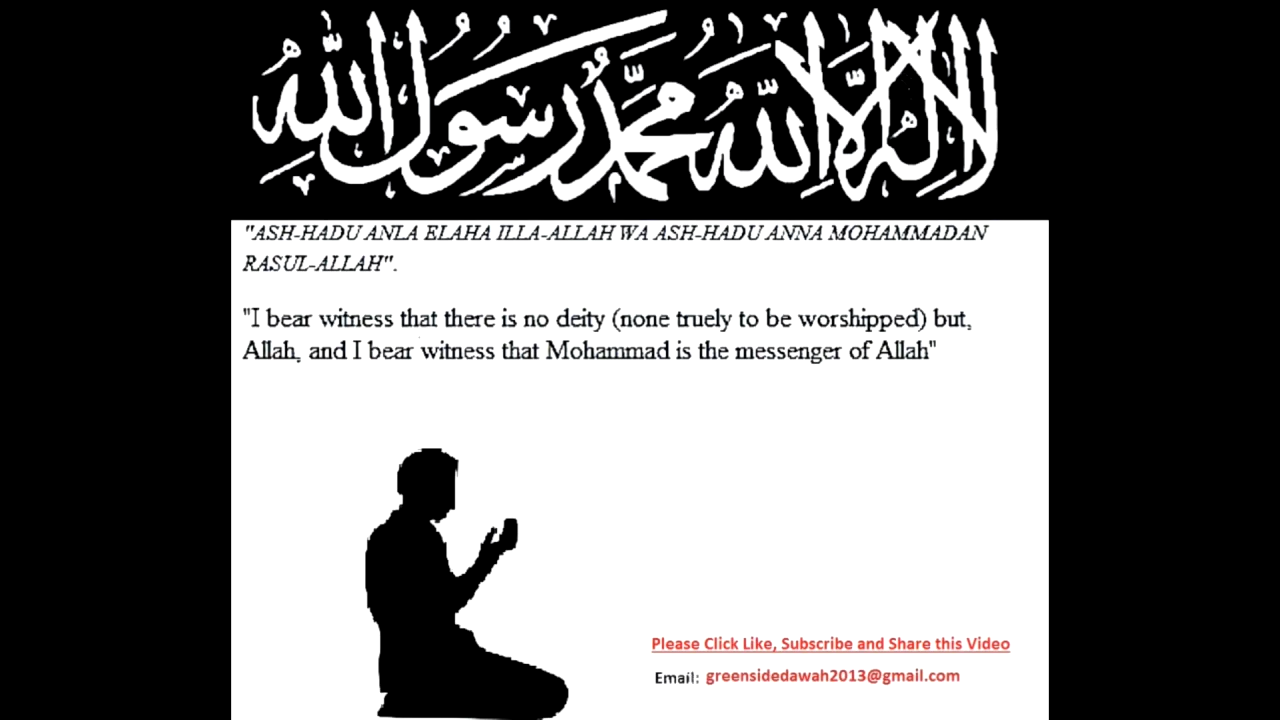 لا إله إلا الله محمد رسول الله
"ASH-HADU ANLA ELAHA ILLA-ALLAH WA ASH-HADU ANNA MOHAMMADAN
RASUL-ALLAH".
"I bear witness that there is no deity (none truely to be worshipped) but,
Allah, and I bear witness that Mohammad is the messenger of Allah"
Please Click Like, Subscribe and Share this Video
Email: greensidedawah2013@gmail.com